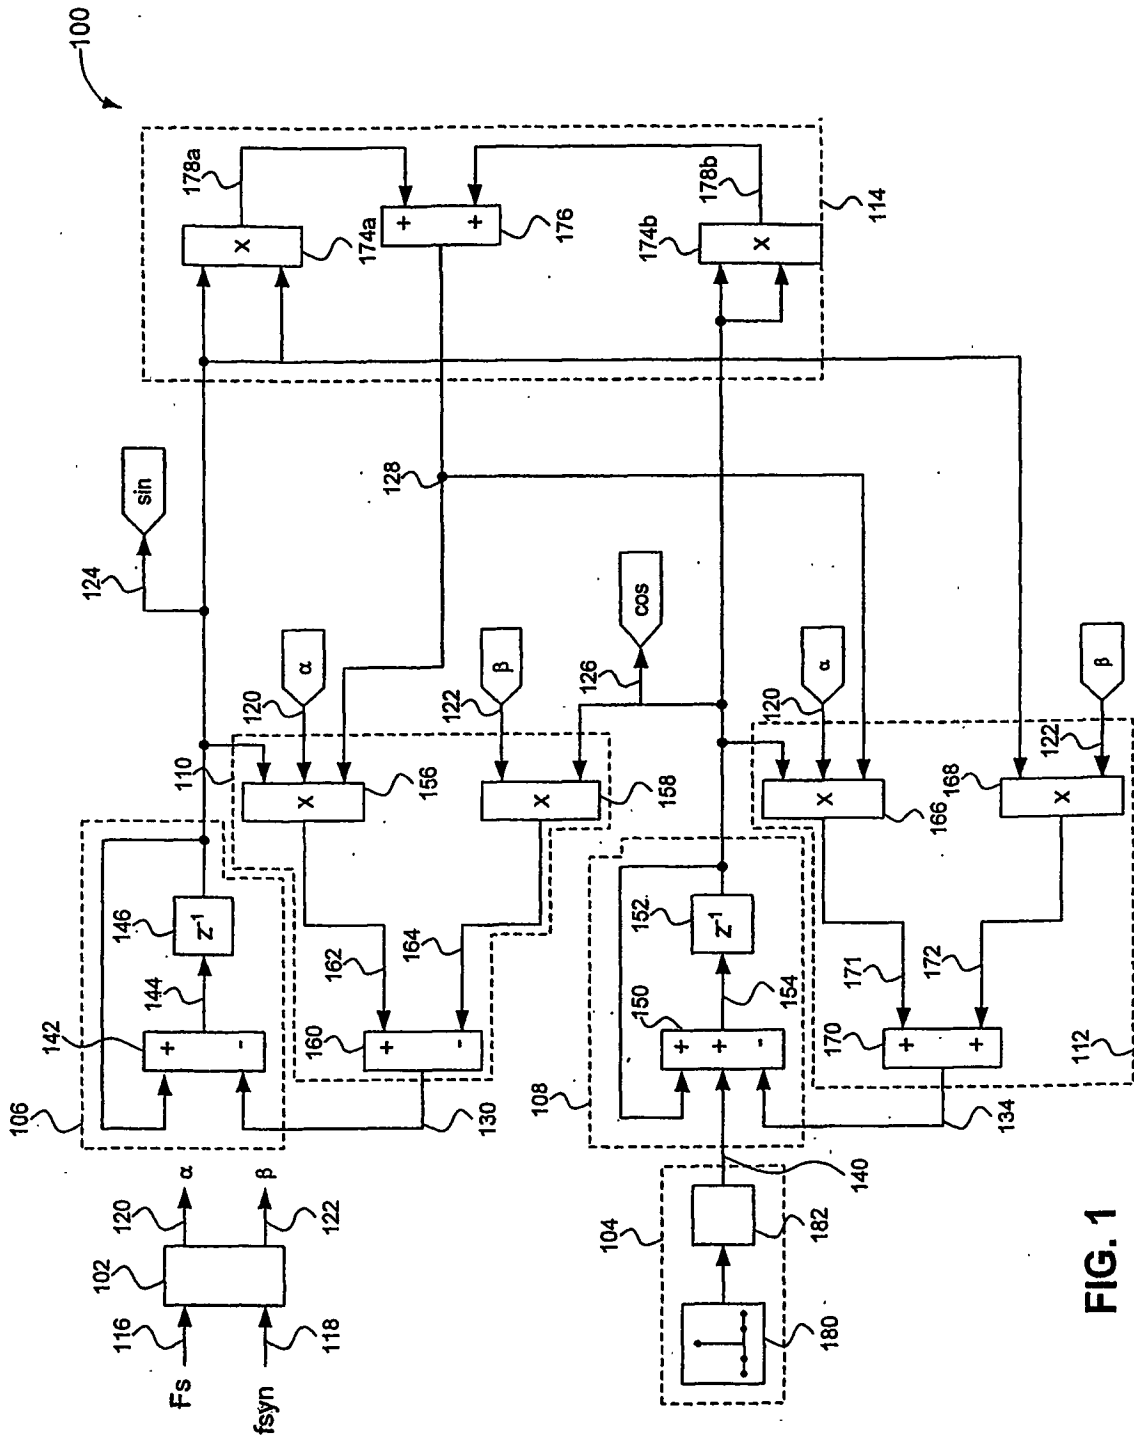 100
Fs
fsyn
116
118
102
120
122
α
β
106
142
+
-
144
146
Z⁻¹
124
sin
110
130
160
+
-
162
164
156
X
158
X
120
α
122
β
128
126
cos
178a
174a
X
176
+
+
174b
X
178b
114
104
180
182
140
108
150
+
+
-
154
152
Z⁻¹
134
170
+
+
171
172
166
X
168
X
120
α
122
β
112
FIG. 1